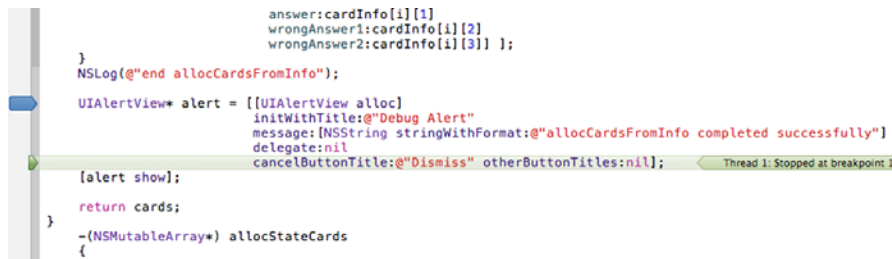 answer:cardInfo[i][1]
wrongAnswer1:cardInfo[i][2]
wrongAnswer2:cardInfo[i][3]] ];
}
NSLog(@"end allocCardsFromInfo");
UIAlertView* alert = [[UIAlertView alloc]
initWithTitle:@"Debug Alert"
message:[NSString stringWithFormat:@"allocCardsFromInfo completed successfully"]
delegate:nil
cancelButtonTitle:@"Dismiss" otherButtonTitles:nil]; Thread 1: Stopped at breakpoint 1
[alert show];
return cards;
}
-(NSMutableArray*) allocStateCards
{